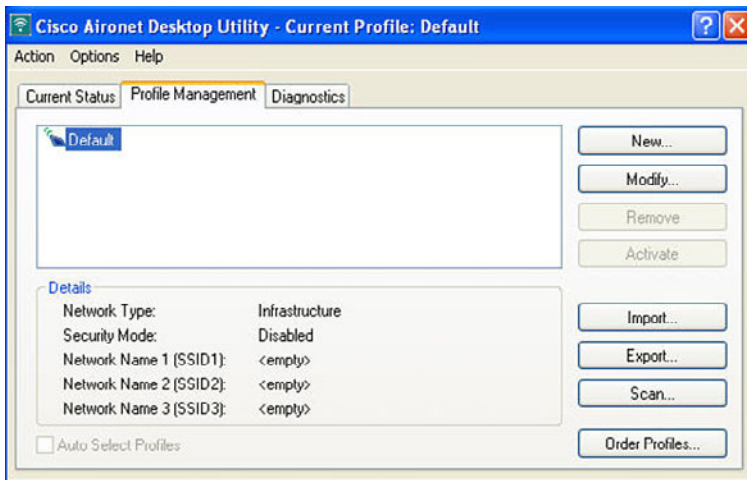 Cisco Aironet Desktop Utility - Current Profile: Default
Action Options Help
Current Status Profile Management Diagnostics
Default
New...
Modify...
Remove
Activate
Details
Network Type: Infrastructure
Security Mode: Disabled
Network Name 1 (SSID1): <empty>
Network Name 2 (SSID2): <empty>
Network Name 3 (SSID3): <empty>
Import...
Export...
Scan...
Auto Select Profiles
Order Profiles...